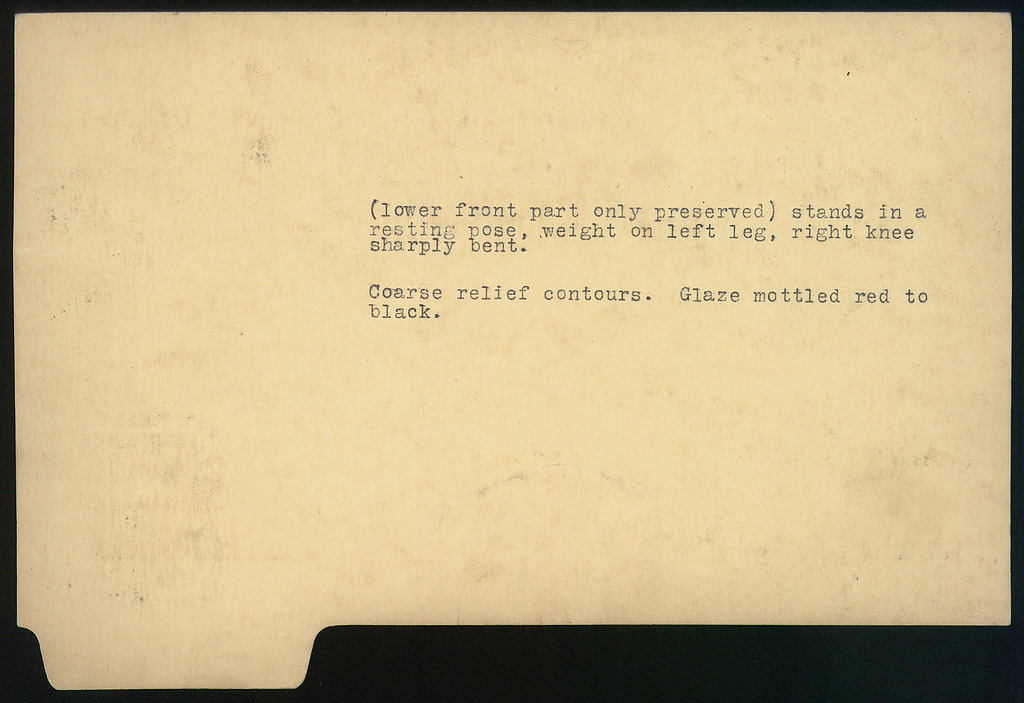 (lower front part only preserved) stands in a
resting pose, weight on left leg, right knee
sharply bent.
Coarse relief contours. Glaze mottled red to
black.